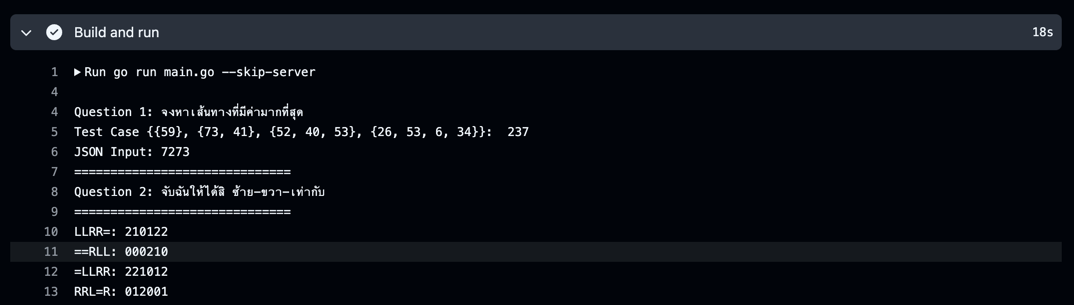 Build and run 18s
1 Run go run main.go --skip-server
4
4 Question 1: จงหาเส้นทางที่มีค่ามากที่สุด
5 Test Case {{59}, {73, 41}, {52, 40, 53}, {26, 53, 6, 34}}: 237
6 JSON Input: 7273
7 ==============================
8 Question 2: จับฉันให้ได้สิ ซ้าย-ขวา-เท่ากับ
9 ==============================
10 LLRR=: 210122
11 ==RLL: 000210
12 =LLRR: 221012
13 RRL=R: 012001